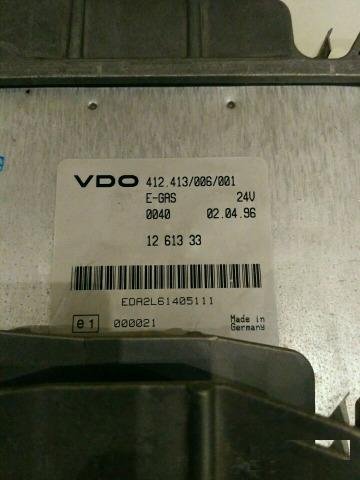 VDO 412.413/006/001
E-GAS 24V
0040 02.04.96
12 613 33
EDA2L61405111
e1 000021 Made in
Germany